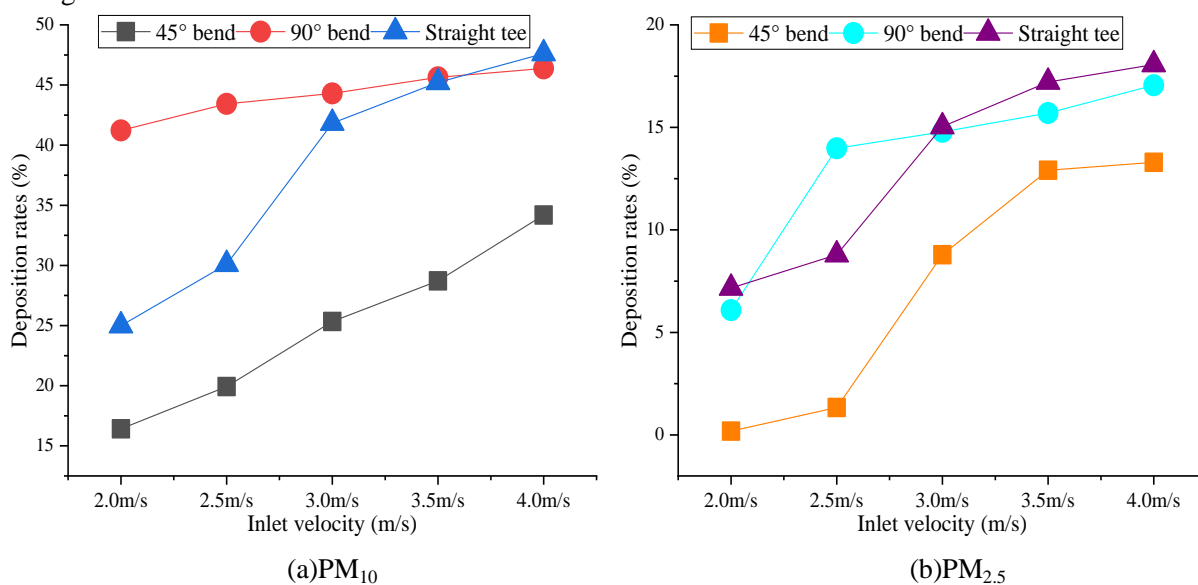 45° bend 90° bend Straight tee
50
45
40
35
30
25
20
15
Deposition rates (%)
2.0m/s 2.5m/s 3.0m/s 3.5m/s 4.0m/s
Inlet velocity (m/s)
(a)PM10
45° bend 90° bend Straight tee
20
15
10
5
0
Deposition rates (%)
2.0m/s 2.5m/s 3.0m/s 3.5m/s 4.0m/s
Inlet velocity (m/s)
(b)PM2.5